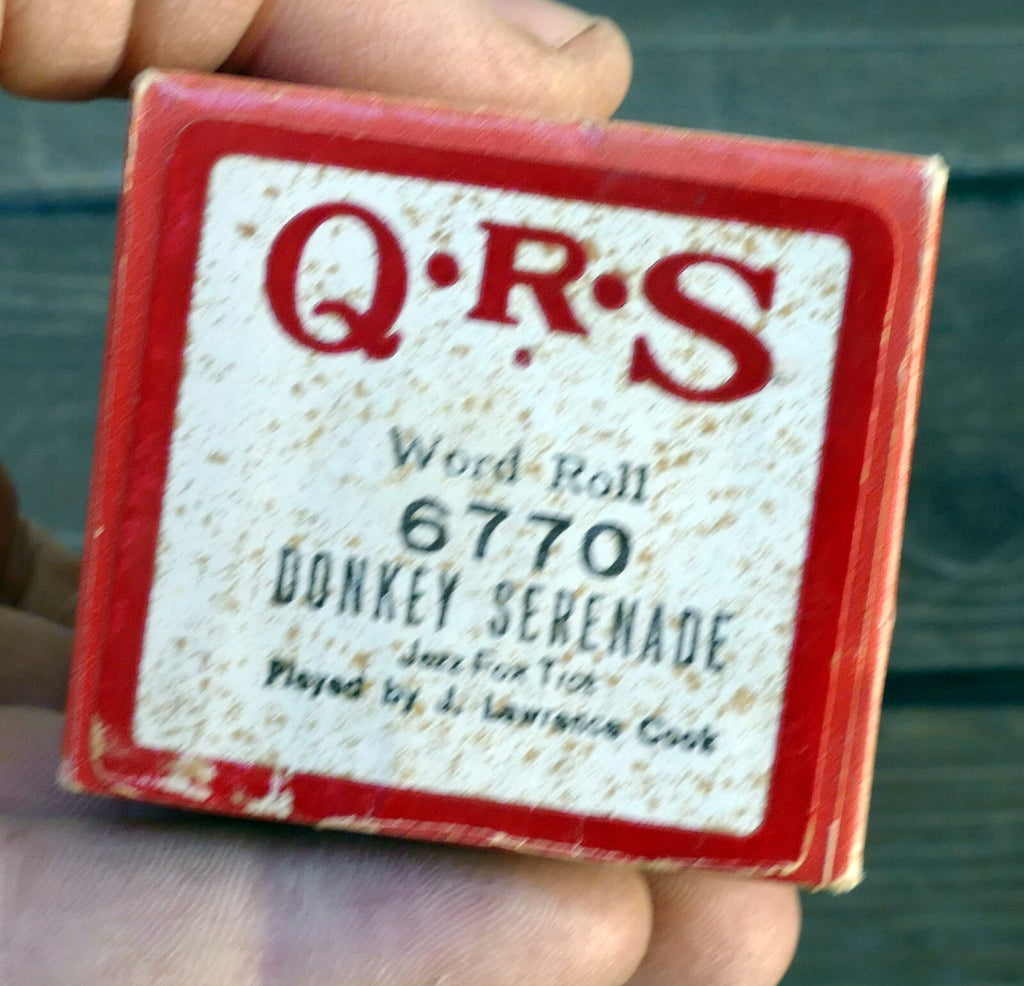 Q·R·S
Word Roll
6770
DONKEY SERENADE
Jazz Fox Trot
Played by J. Lawrence Cook